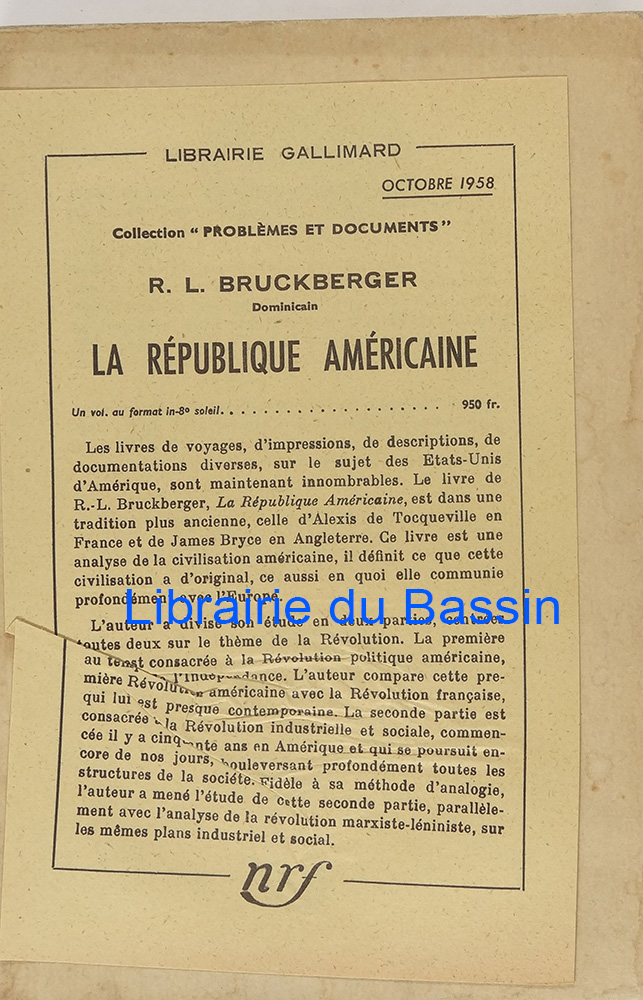 LIBRAIRIE GALLIMARD
OCTOBRE 1958
Collection "PROBLÈMES ET DOCUMENTS"
R. L. BRUCKBERGER
Dominicain
LA RÉPUBLIQUE AMÉRICAINE
Un vol. au format in-8º soleil. . . . . . . . . . . . . . . . . . . . . 950 fr.
Les livres de voyages, d'impressions, de descriptions, de
documentations diverses, sur le sujet des Etats-Unis
d'Amérique, sont maintenant innombrables. Le livre de
R.-L. Bruckberger, La République Américaine, est dans une
tradition plus ancienne, celle d'Alexis de Tocqueville en
France et de James Bryce en Angleterre. Ce livre est une
analyse de la civilisation américaine, il définit ce que cette
civilisation a d'original, ce aussi en quoi elle communie
profondément avec l'Europe.
Librairie du Bassin
L'auteur a divisé son étude en deux parties, centrées
toutes deux sur le thème de la Révolution. La première
est consacrée à la Révolution politique américaine,
au temps l'Indépendance. L'auteur compare cette pre-
mière Révolution américaine avec la Révolution française,
qui lui est presque contemporaine. La seconde partie est
consacrée à la Révolution industrielle et sociale, commen-
cée il y a cinquante ans en Amérique et qui se poursuit en-
core de nos jours, bouleversant profondément toutes les
structures de la société. Fidèle à sa méthode d'analogie,
l'auteur a mené l'étude de cette seconde partie, parallèle-
ment avec l'analyse de la révolution marxiste-léniniste, sur
les mêmes plans industriel et social.
nrf